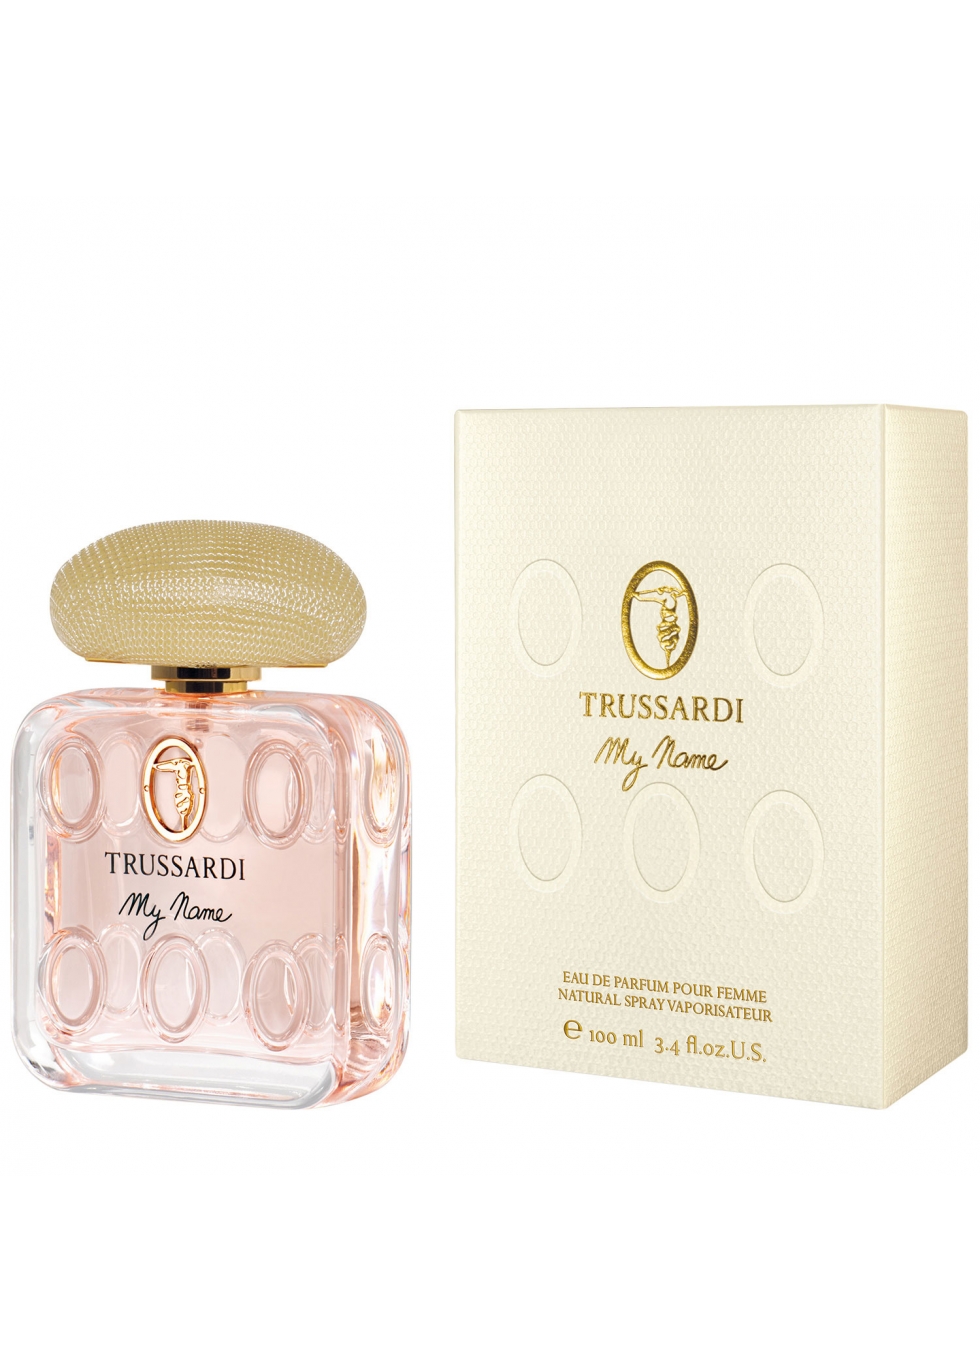 TRUSSARDI
My Name
TRUSSARDI
My Name
EAU DE PARFUM POUR FEMME
NATURAL SPRAY VAPORISATEUR
℮ 100 ml 3.4 fl.oz.U.S.